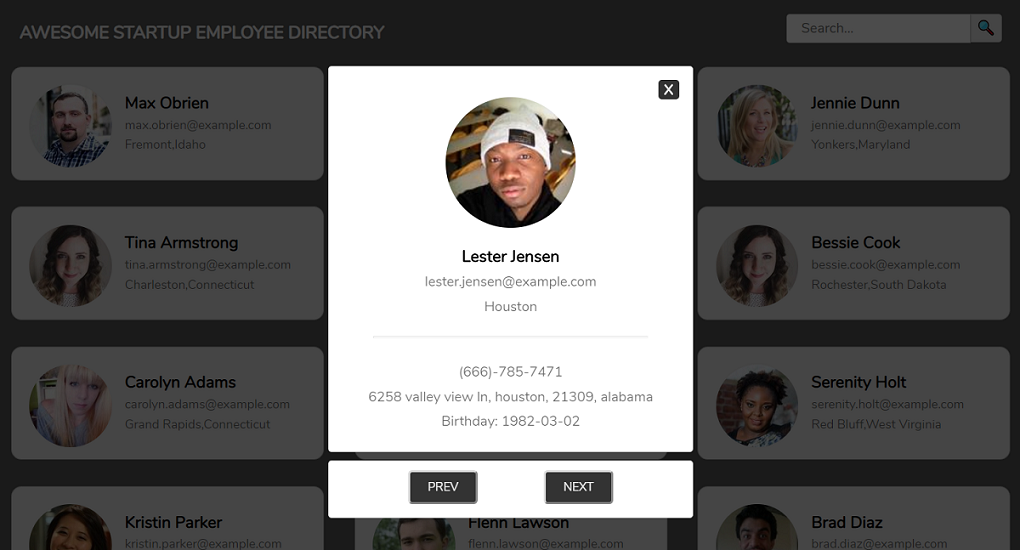 AWESOME STARTUP EMPLOYEE DIRECTORY
Search...
Max Obrien
max.obrien@example.com
Fremont,Idaho
Jennie Dunn
jennie.dunn@example.com
Yonkers,Maryland
Tina Armstrong
tina.armstrong@example.com
Charleston,Connecticut
Bessie Cook
bessie.cook@example.com
Rochester,South Dakota
Carolyn Adams
carolyn.adams@example.com
Grand Rapids,Connecticut
Serenity Holt
serenity.holt@example.com
Red Bluff,West Virginia
Kristin Parker
kristin.parker@example.com
Flenn Lawson
flenn.lawson@example.com
Brad Diaz
brad.diaz@example.com
X
Lester Jensen
lester.jensen@example.com
Houston
(666)-785-7471
6258 valley view ln, houston, 21309, alabama
Birthday: 1982-03-02
PREV
NEXT